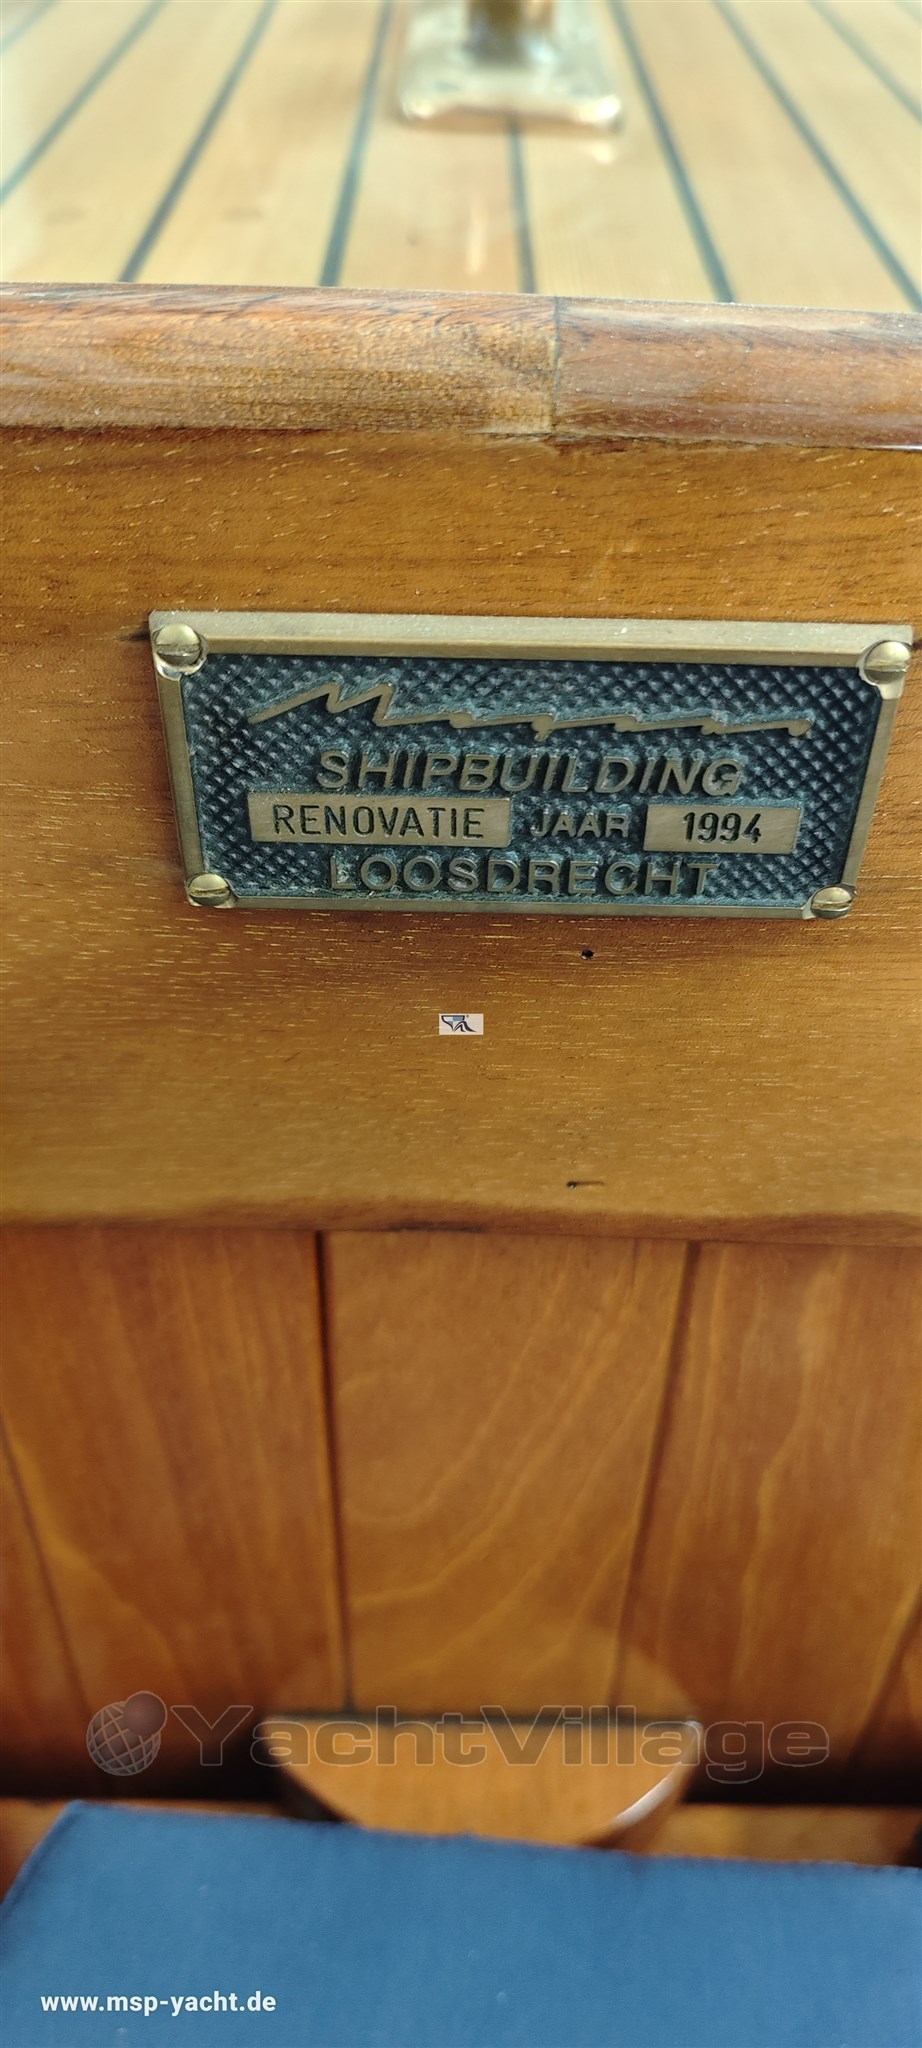 SHIPBUILDING
RENOVATIE JAAR 1994
LOOSDRECHT
YachtVillage
www.msp-yacht.de